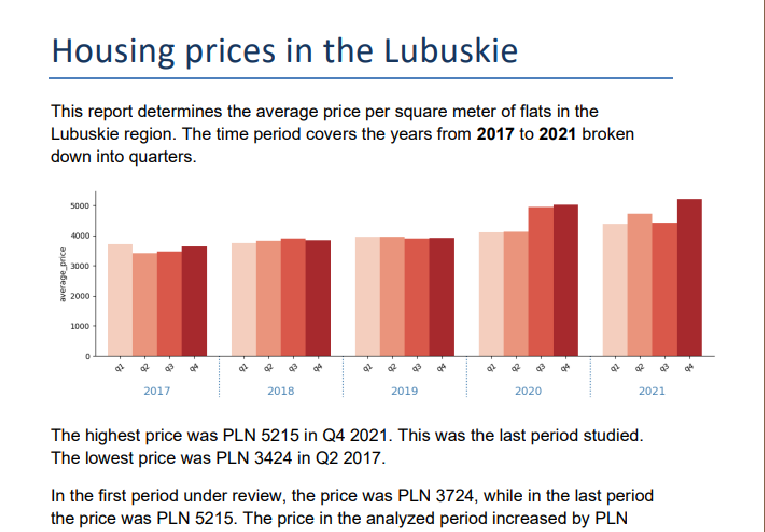 Housing prices in the Lubuskie
This report determines the average price per square meter of flats in the
Lubuskie region. The time period covers the years from 2017 to 2021 broken
down into quarters.
5000
4000
3000
2000
1000
0
average_price
Q1 Q2 Q3 Q4 Q1 Q2 Q3 Q4 Q1 Q2 Q3 Q4 Q1 Q2 Q3 Q4 Q1 Q2 Q3 Q4
2017 2018 2019 2020 2021
The highest price was PLN 5215 in Q4 2021. This was the last period studied.
The lowest price was PLN 3424 in Q2 2017.
In the first period under review, the price was PLN 3724, while in the last period
the price was PLN 5215. The price in the analyzed period increased by PLN